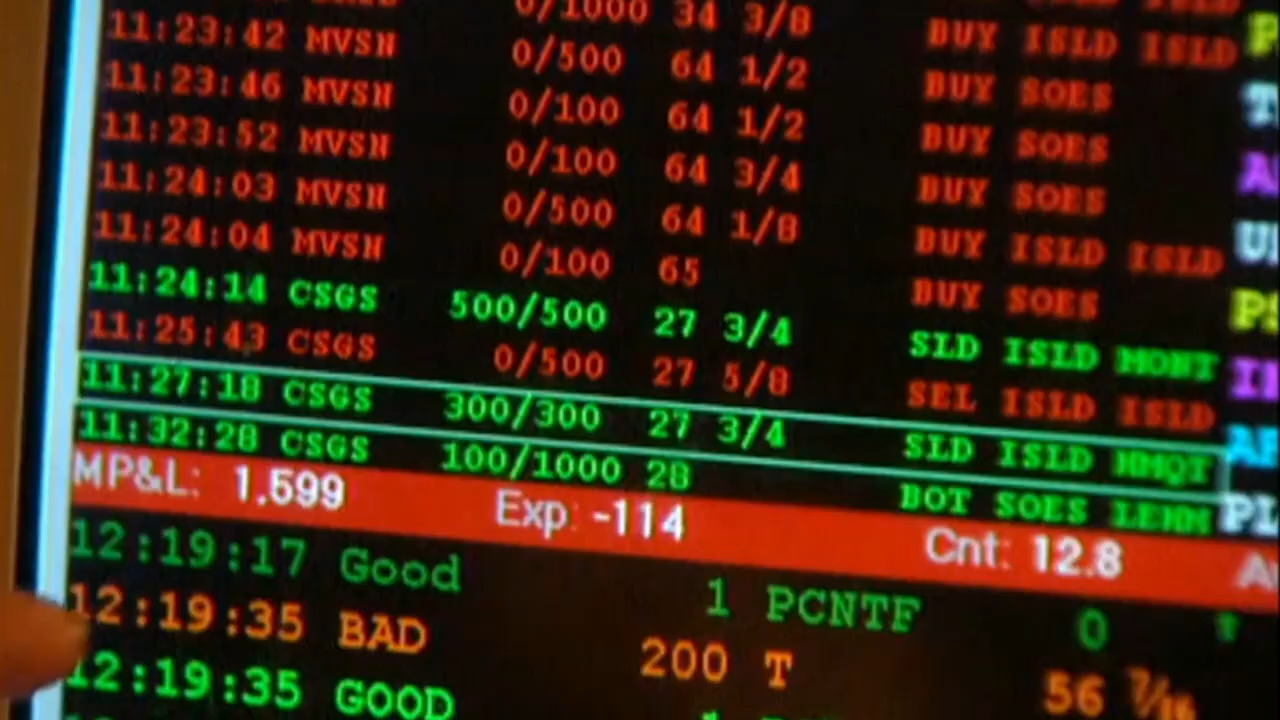 0/1000 34 3/8 BUY ISLD ISLD
11:23:42 MVSN 0/500 64 1/2 BUY SOES
11:23:46 MVSN 0/100 64 1/2 BUY SOES
11:23:52 MVSN 0/100 64 3/4 BUY SOES
11:24:03 MVSN 0/500 64 1/8 BUY ISLD ISLD
11:24:04 MVSN 0/100 65 BUY SOES
11:24:14 CSGS 500/500 27 3/4 SLD ISLD MONT
11:25:43 CSGS 0/500 27 5/8 SEL ISLD ISLD
11:27:18 CSGS 300/300 27 3/4 SLD ISLD HMQT
11:32:28 CSGS 100/1000 28 BOT SOES LEHM
MP&L: 1,599 Exp: -114 Cnt: 12.8
12:19:17 Good 1 PCNTF 0
12:19:35 BAD 200 T 56 7/16
12:19:35 GOOD 1